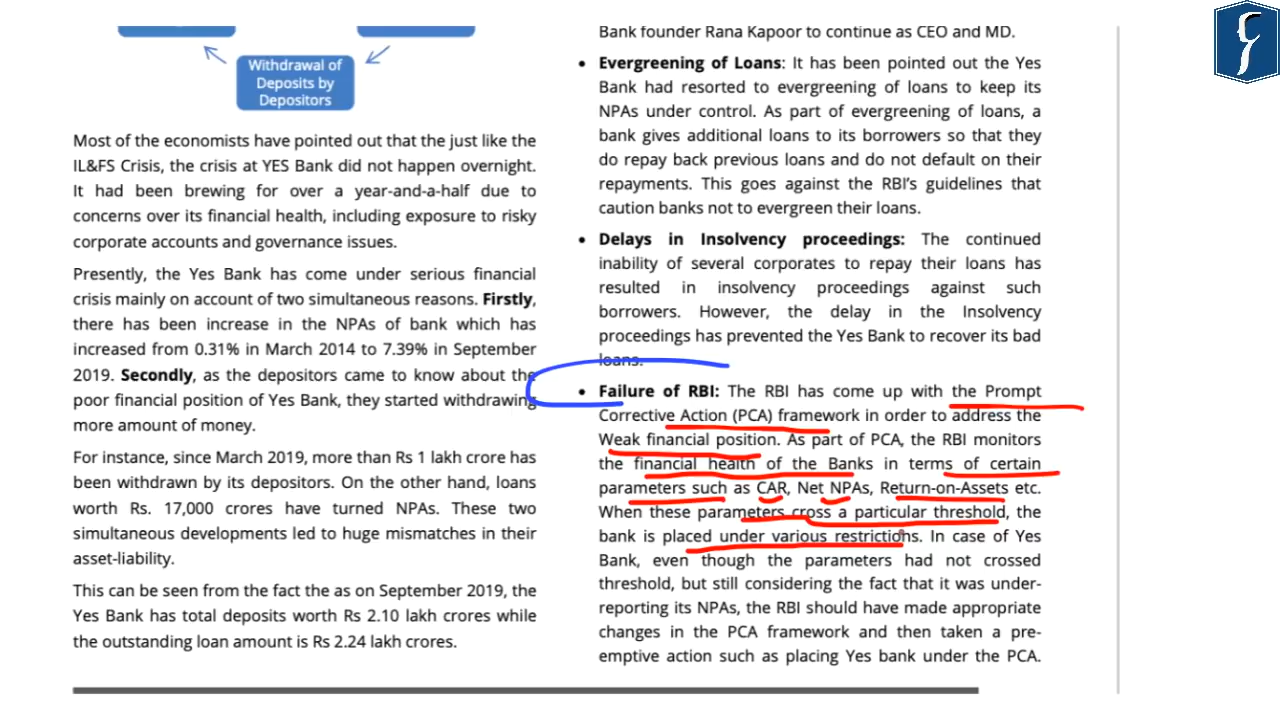 Withdrawal of
Deposits by
Depositors
Most of the economists have pointed out that the just like the
IL&FS Crisis, the crisis at YES Bank did not happen overnight.
It had been brewing for over a year-and-a-half due to
concerns over its financial health, including exposure to risky
corporate accounts and governance issues.
Presently, the Yes Bank has come under serious financial
crisis mainly on account of two simultaneous reasons. Firstly,
there has been increase in the NPAs of bank which has
increased from 0.31% in March 2014 to 7.39% in September
2019. Secondly, as the depositors came to know about the
poor financial position of Yes Bank, they started withdrawing
more amount of money.
For instance, since March 2019, more than Rs 1 lakh crore has
been withdrawn by its depositors. On the other hand, loans
worth Rs. 17,000 crores have turned NPAs. These two
simultaneous developments led to huge mismatches in their
asset-liability.
This can be seen from the fact the as on September 2019, the
Yes Bank has total deposits worth Rs 2.10 lakh crores while
the outstanding loan amount is Rs 2.24 lakh crores.
Bank founder Rana Kapoor to continue as CEO and MD.
• Evergreening of Loans: It has been pointed out the Yes
Bank had resorted to evergreening of loans to keep its
NPAs under control. As part of evergreening of loans, a
bank gives additional loans to its borrowers so that they
do repay back previous loans and do not default on their
repayments. This goes against the RBI's guidelines that
caution banks not to evergreen their loans.
• Delays in Insolvency proceedings: The continued
inability of several corporates to repay their loans has
resulted in insolvency proceedings against such
borrowers. However, the delay in the Insolvency
proceedings has prevented the Yes Bank to recover its bad
loans.
• Failure of RBI: The RBI has come up with the Prompt
Corrective Action (PCA) framework in order to address the
Weak financial position. As part of PCA, the RBI monitors
the financial health of the Banks in terms of certain
parameters such as CAR, Net NPAs, Return-on-Assets etc.
When these parameters cross a particular threshold, the
bank is placed under various restrictions. In case of Yes
Bank, even though the parameters had not crossed
threshold, but still considering the fact that it was under-
reporting its NPAs, the RBI should have made appropriate
changes in the PCA framework and then taken a pre-
emptive action such as placing Yes bank under the PCA.